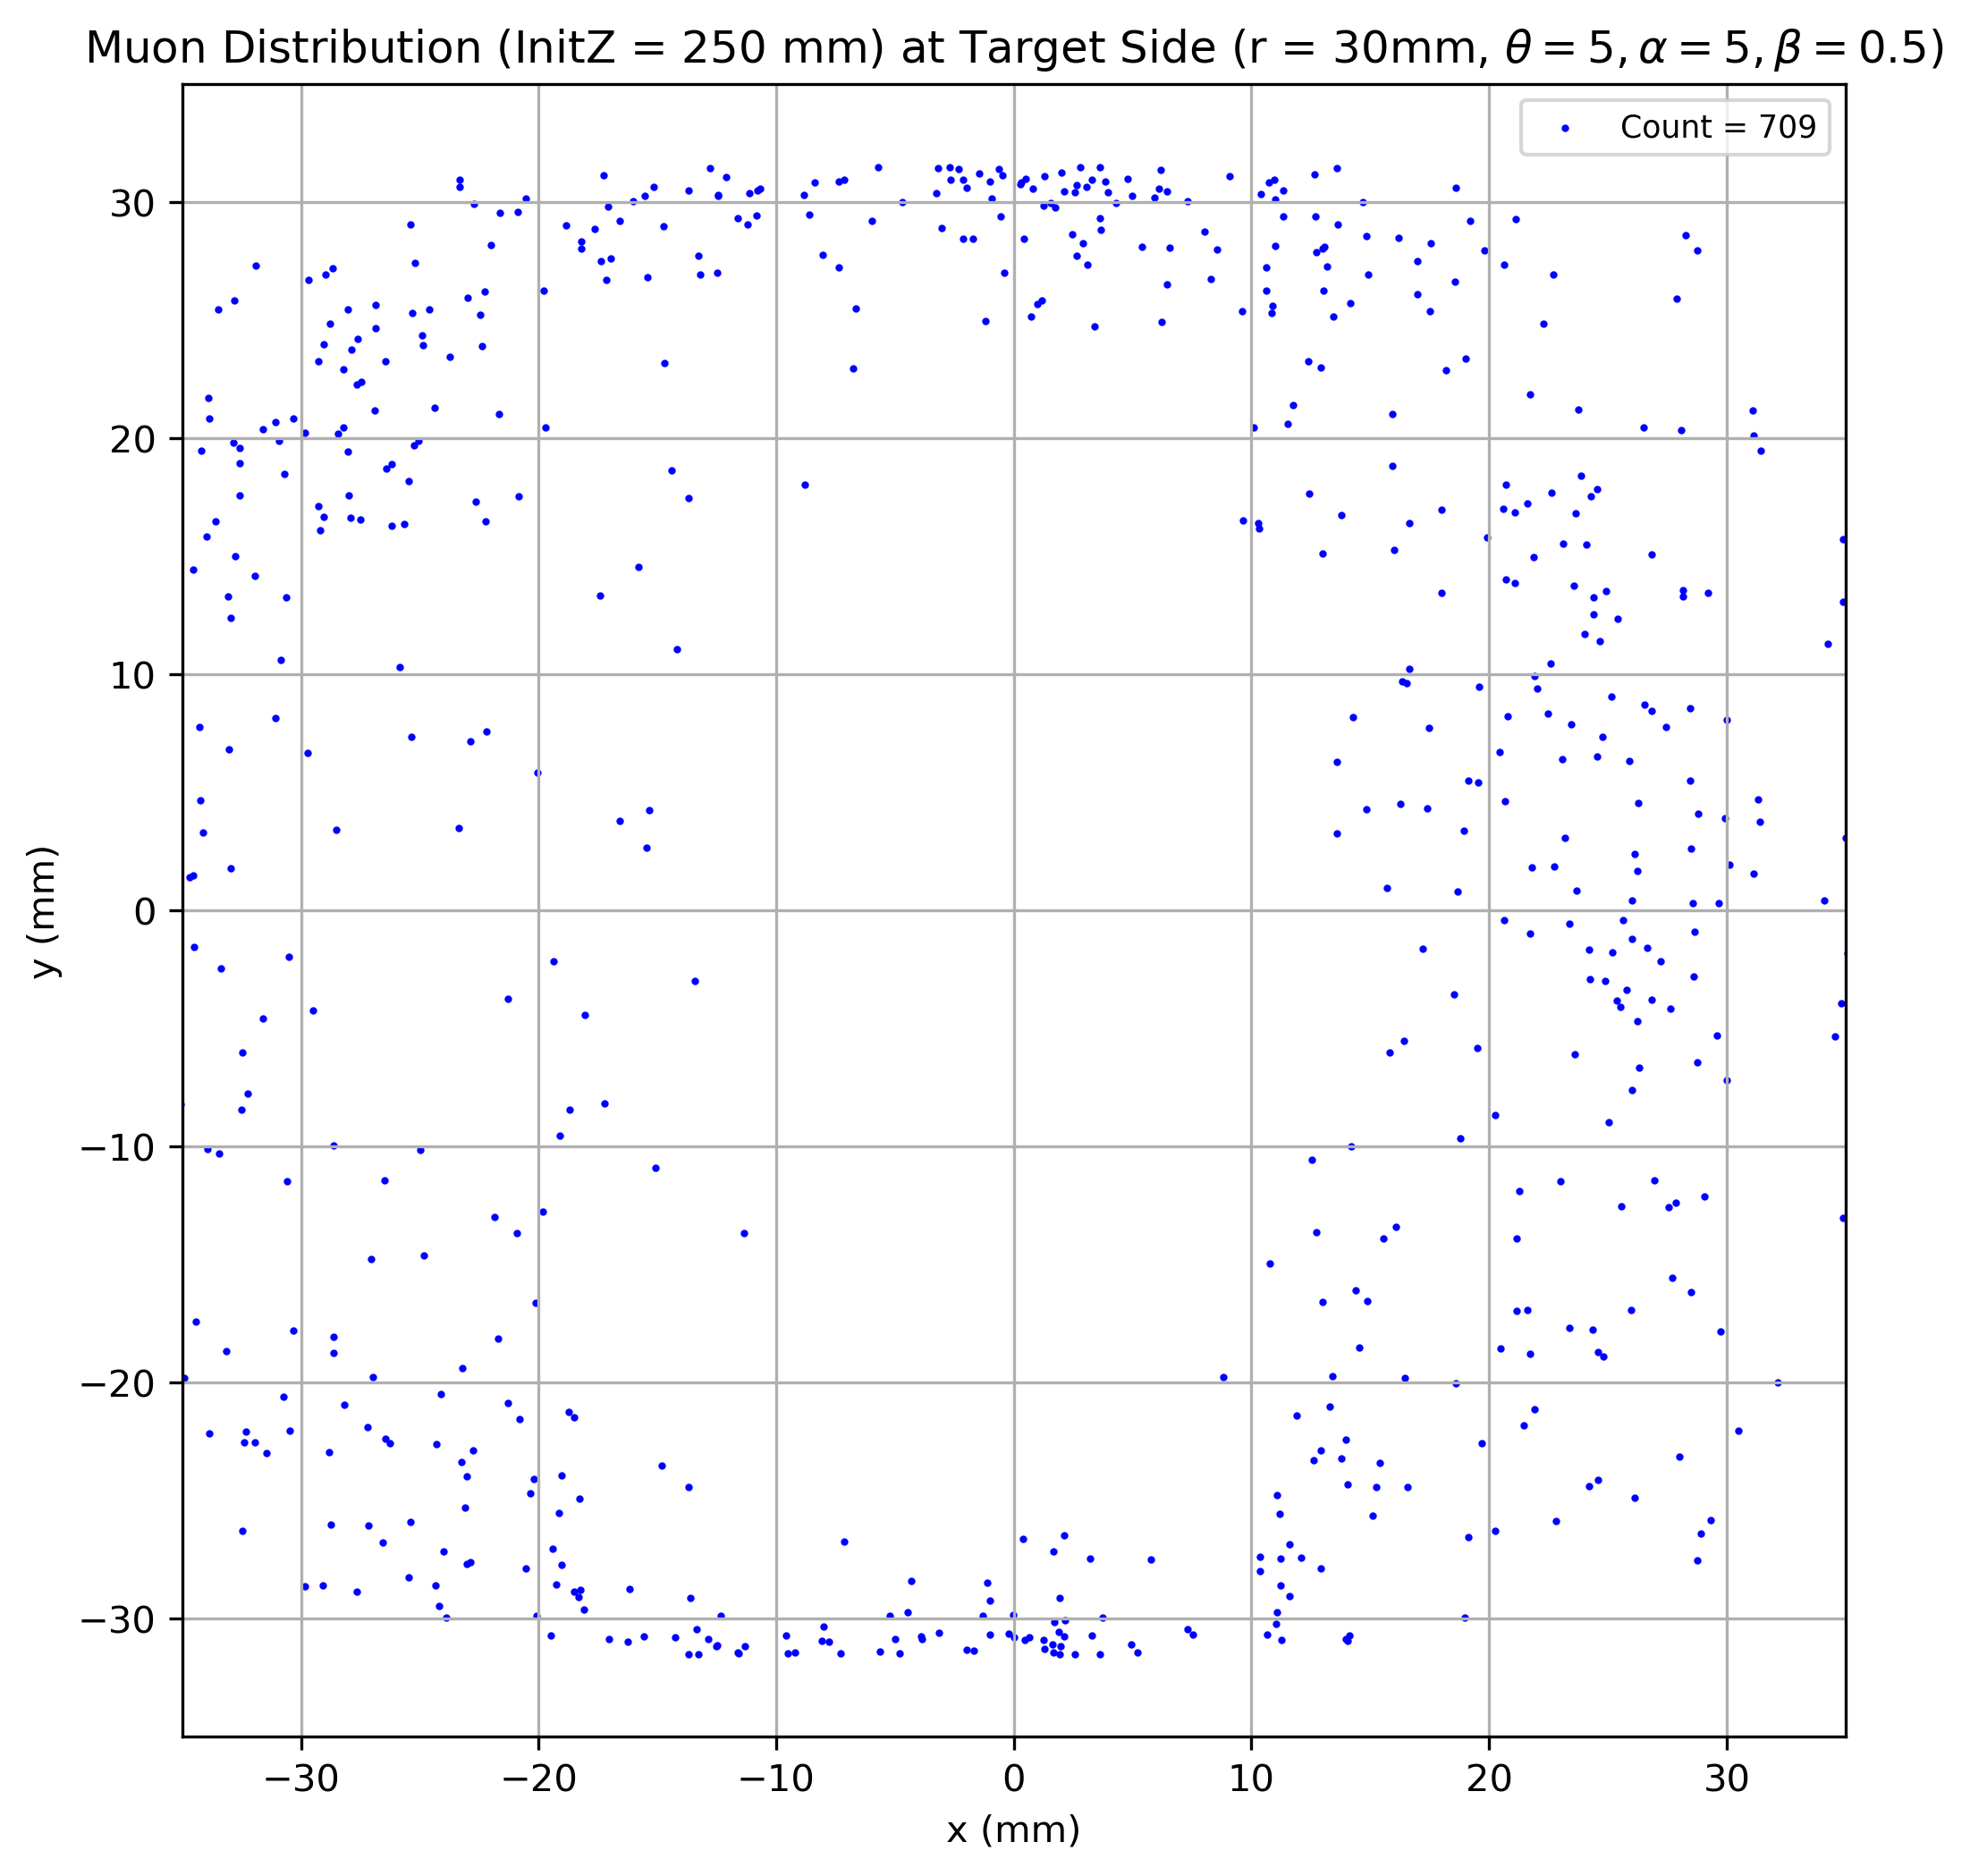 Muon Distribution (InitZ = 250 mm) at Target Side (r = 30mm, θ = 5, α = 5, β = 0.5)
Count = 709
30
20
10
0
−10
−20
−30
y (mm)
−30 −20 −10 0 10 20 30
x (mm)